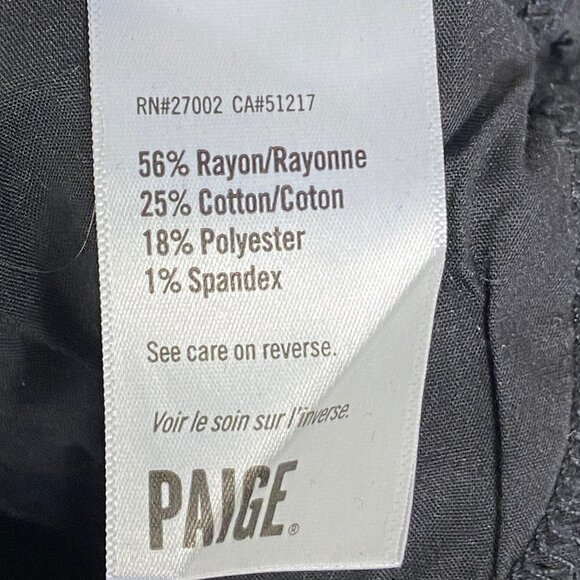 RN#27002 CA#51217
56% Rayon/Rayonne
25% Cotton/Coton
18% Polyester
1% Spandex
See care on reverse.
Voir le soin sur l'inverse.
PAIGE®